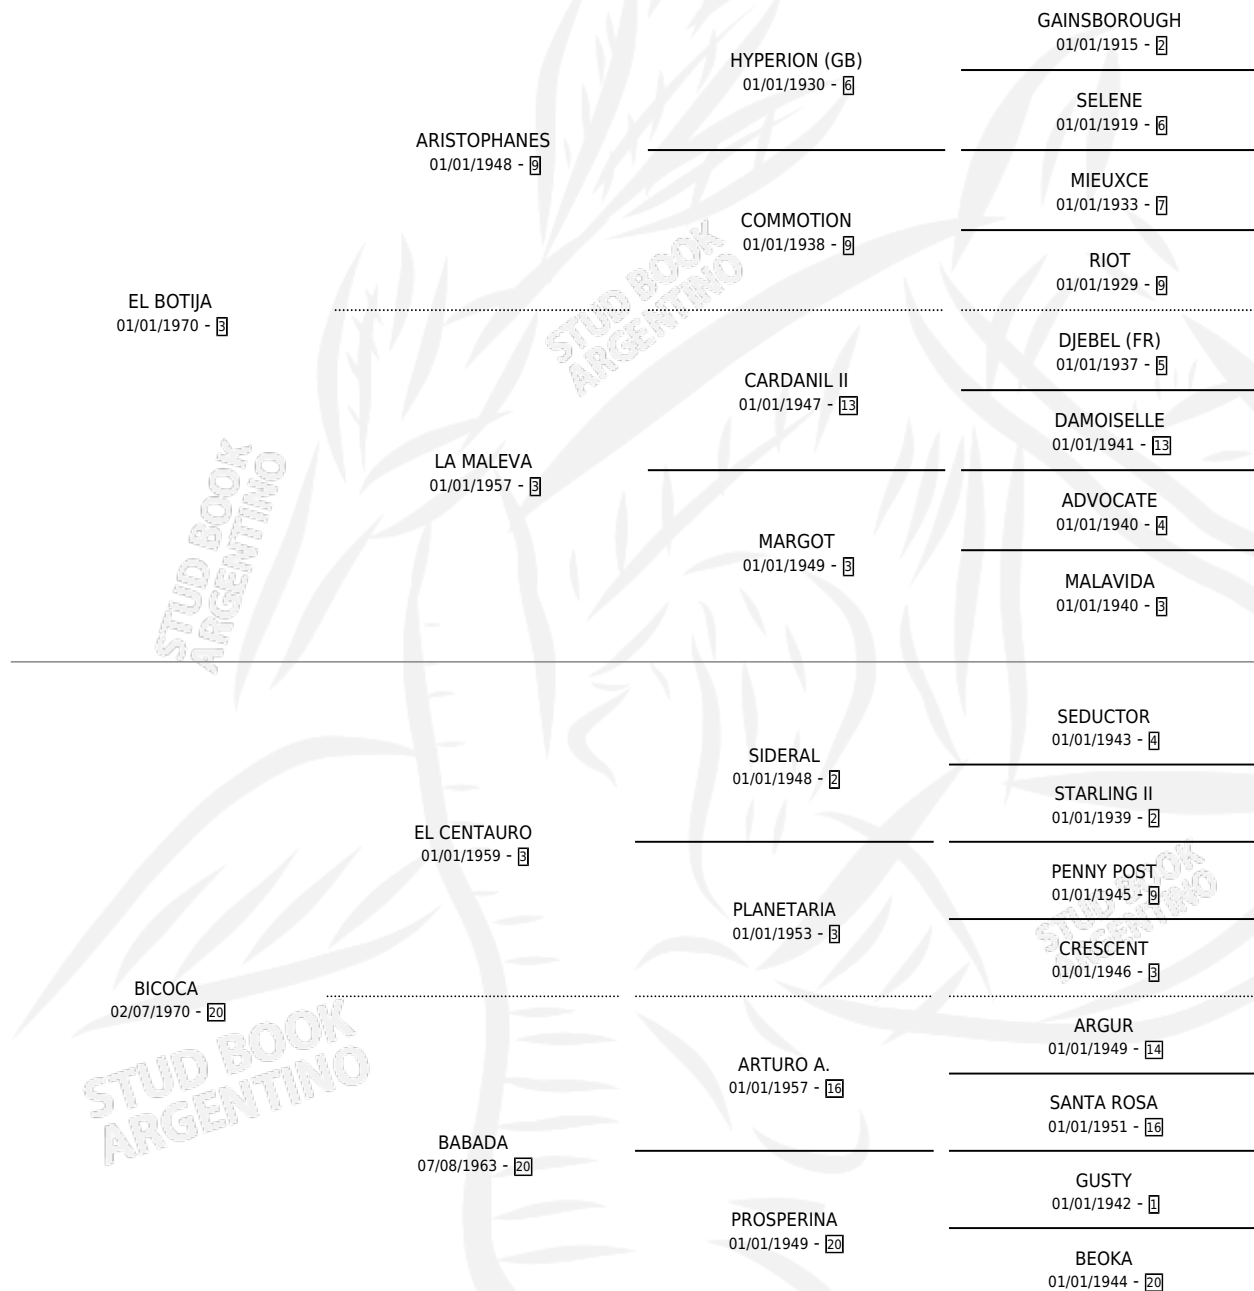 GAINSBOROUGH
01/01/1915 - 2
HYPERION (GB)
01/01/1930 - 6
SELENE
01/01/1919 - 6
ARISTOPHANES
01/01/1948 - 9
MIEUXCE
01/01/1933 - 7
COMMOTION
01/01/1938 - 9
RIOT
01/01/1929 - 9
EL BOTIJA
01/01/1970 - 3
DJEBEL (FR)
01/01/1937 - 5
CARDANIL II
01/01/1947 - 13
DAMOISELLE
01/01/1941 - 13
LA MALEVA
01/01/1957 - 3
ADVOCATE
01/01/1940 - 4
MARGOT
01/01/1949 - 3
MALAVIDA
01/01/1940 - 3
SEDUCTOR
01/01/1943 - 4
SIDERAL
01/01/1948 - 2
STARLING II
01/01/1939 - 2
EL CENTAURO
01/01/1959 - 3
PENNY POST
01/01/1945 - 9
PLANETARIA
01/01/1953 - 3
CRESCENT
01/01/1946 - 3
BICOCA
02/07/1970 - 20
ARGUR
01/01/1949 - 14
ARTURO A.
01/01/1957 - 16
SANTA ROSA
01/01/1951 - 16
BABADA
07/08/1963 - 20
GUSTY
01/01/1942 - 1
PROSPERINA
01/01/1949 - 20
BEOKA
01/01/1944 - 20
STUD BOOK
ARGENTINO
STUD BOOK
ARGENTINO
STUD BOOK
ARGENTINO
STUD BOOK
ARGENTINO